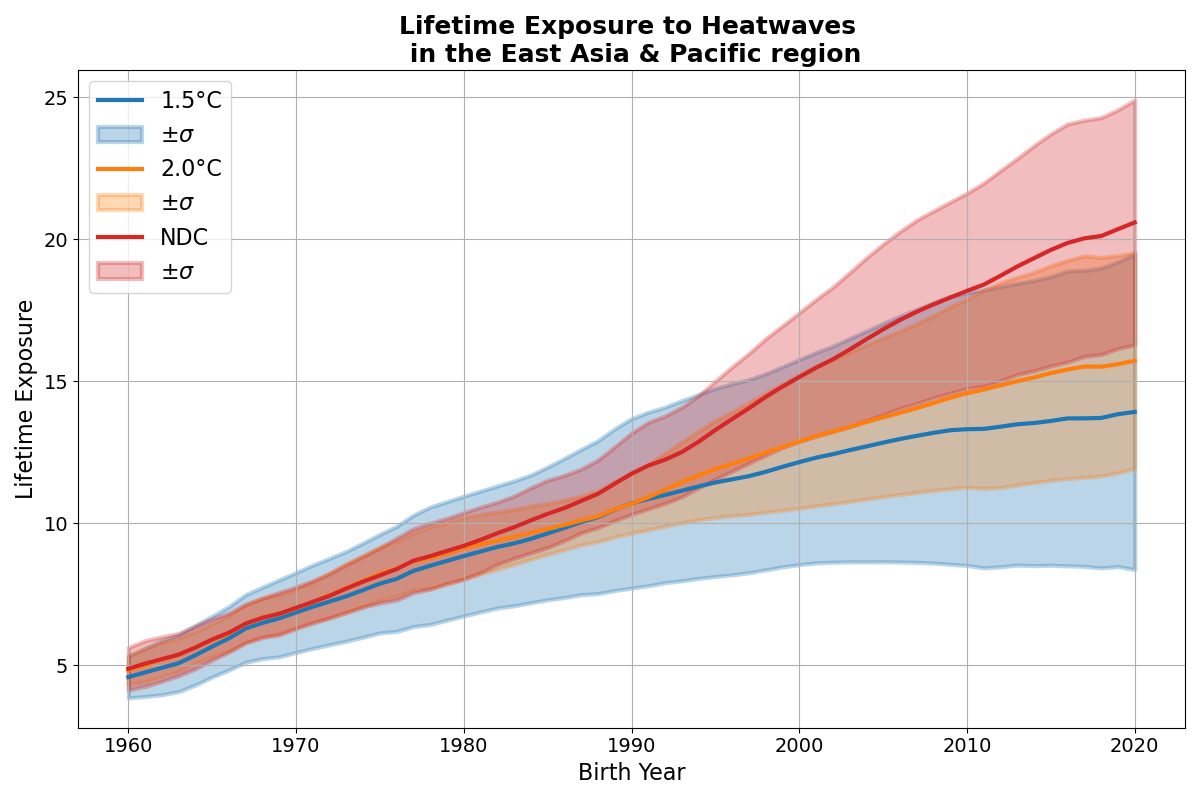 Lifetime Exposure to Heatwaves
in the East Asia & Pacific region
1.5°C
±σ
2.0°C
±σ
NDC
±σ
Lifetime Exposure
25
20
15
10
5
1960 1970 1980 1990 2000 2010 2020
Birth Year